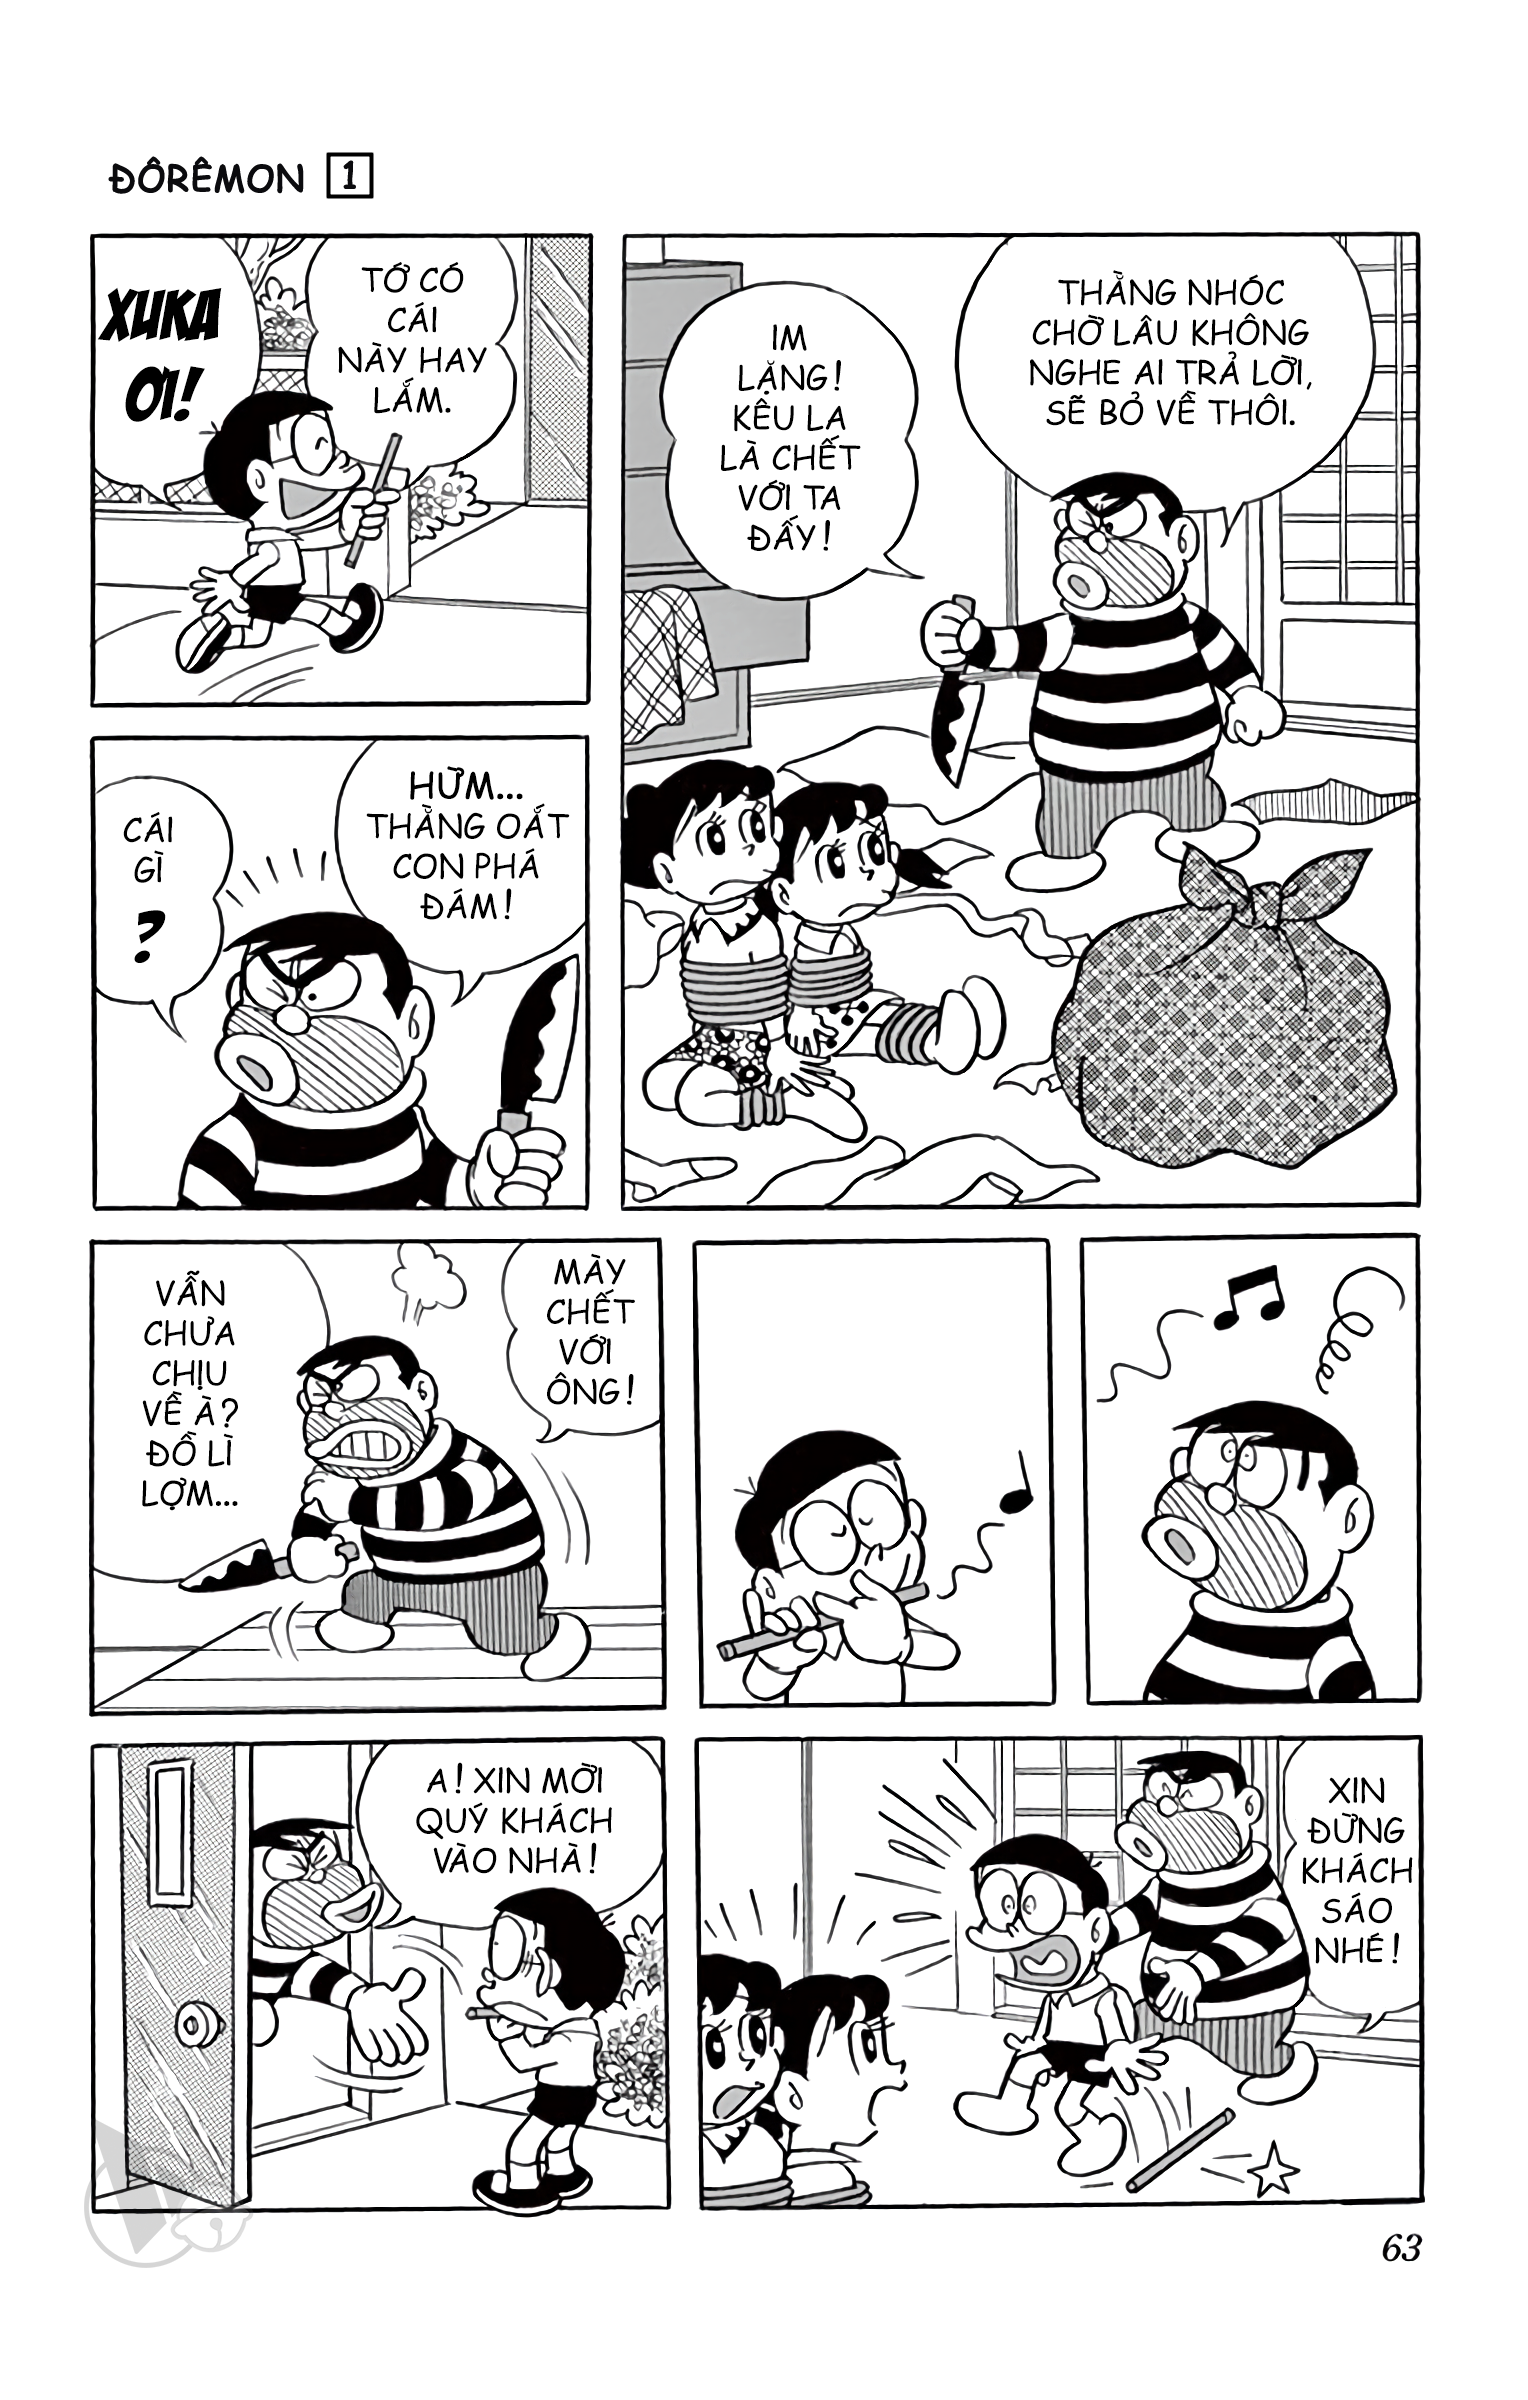 ĐÔRÊMON 1
XUKA
ƠI!
TỚ CÓ
CÁI
NÀY HAY
LẮM.
CÁI
GÌ
?
HỪM...
THẰNG OẮT
CON PHÁ
ĐÁM!
IM
LẶNG!
KÊU LA
LÀ CHẾT
VỚI TA
ĐẤY!
THẰNG NHÓC
CHỜ LÂU KHÔNG
NGHE AI TRẢ LỜI,
SẼ BỎ VỀ THÔI.
VẪN
CHƯA
CHỊU
VỀ À?
ĐỒ LÌ
LỢM...
MÀY
CHẾT
VỚI
ÔNG!
A! XIN MỜI
QUÝ KHÁCH
VÀO NHÀ!
XIN
ĐỪNG
KHÁCH
SÁO
NHÉ!
63